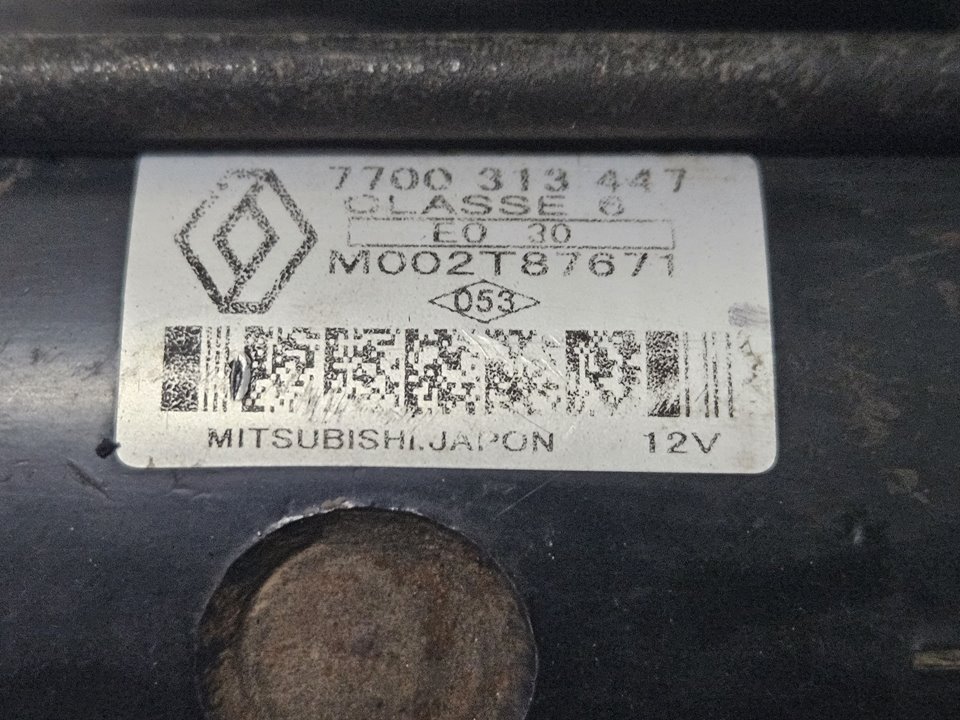 7700 313 447
CLASSE 6
E0 30
M002T87671
053
MITSUBISHI.JAPON 12V